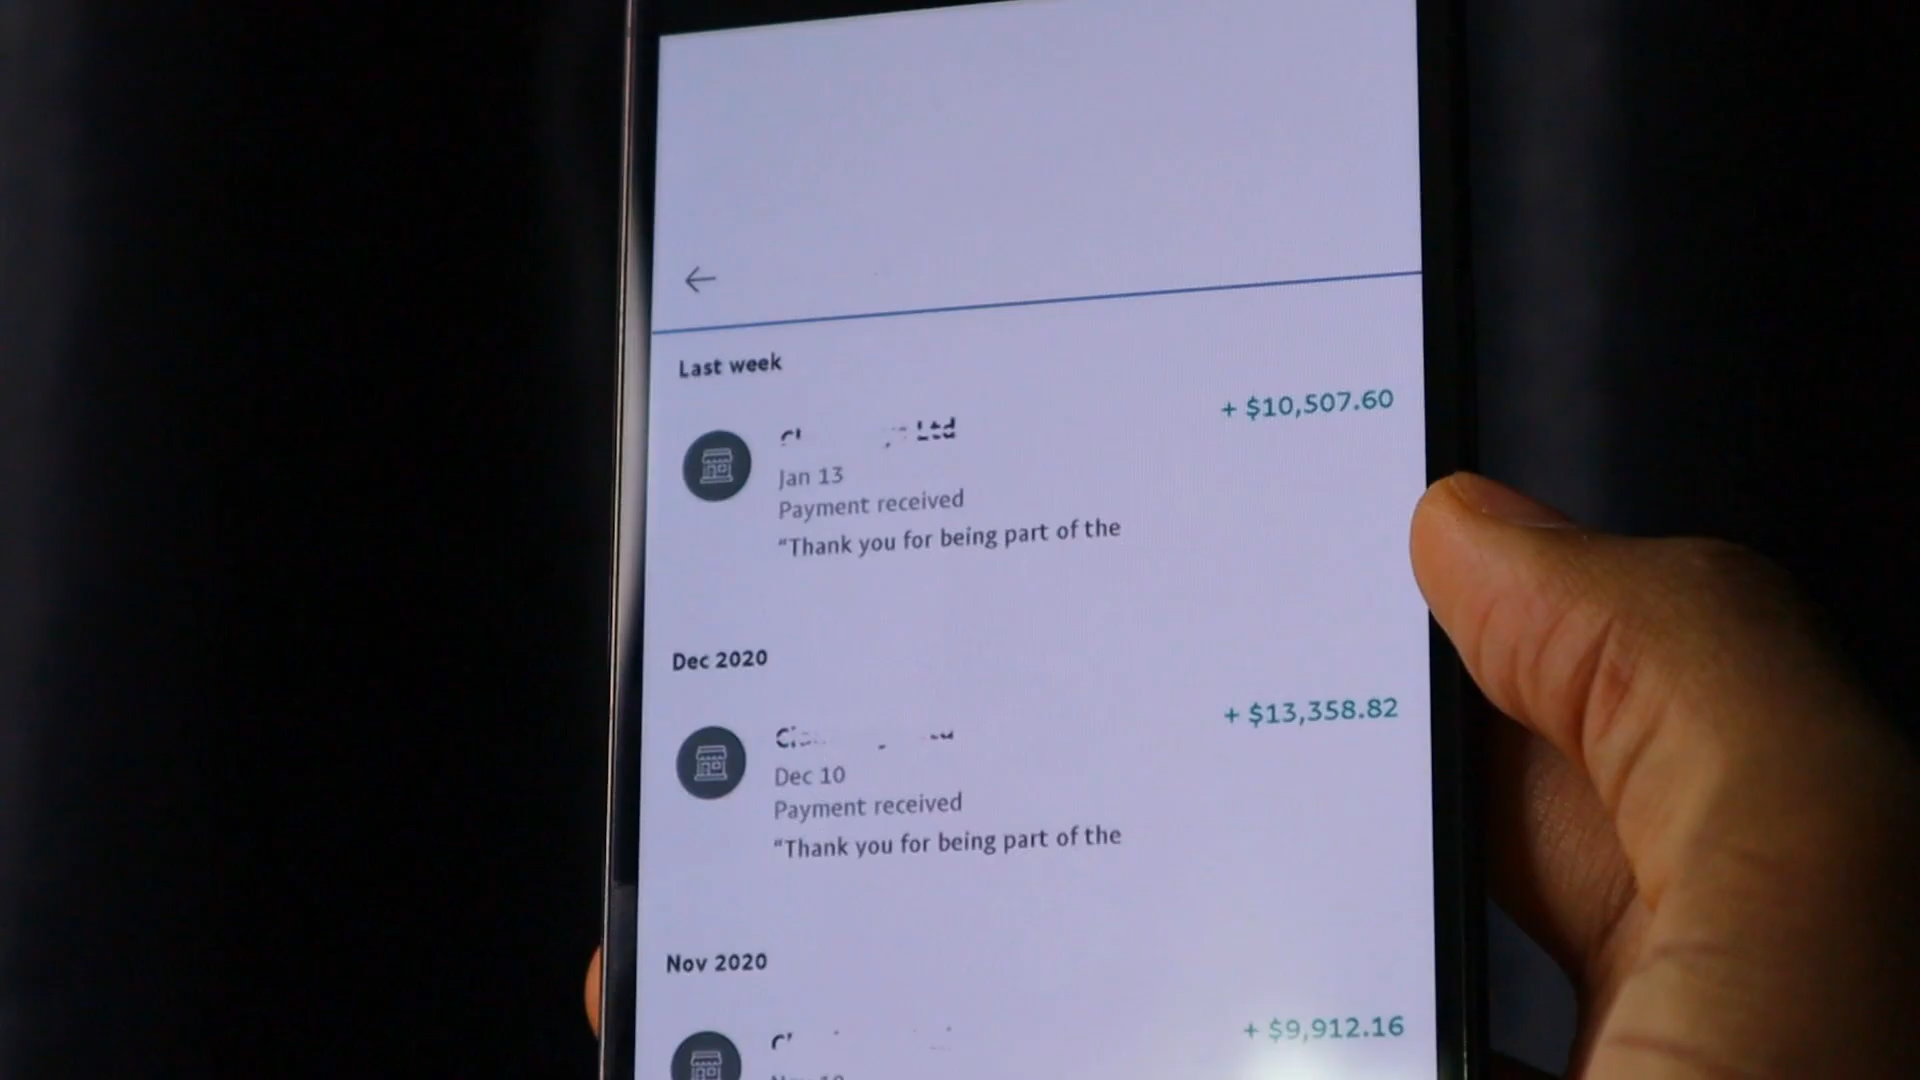 Last week
+ $10,507.60
Ltd
Jan 13
Payment received
“Thank you for being part of the
Dec 2020
+ $13,358.82
Dec 10
Payment received
“Thank you for being part of the
Nov 2020
+ $9,912.16